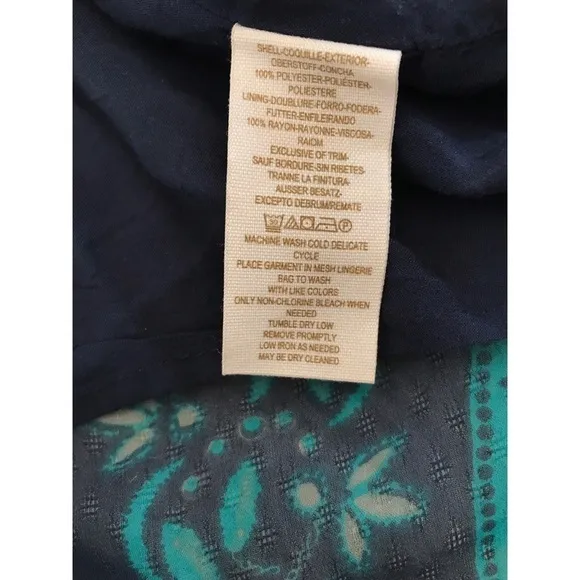 SHELL-COQUILLE-EXTERIOR-
OBERSTOFF-CONCHA
100% POLYESTER-POLIÉSTER-
POLIESTERE
LINING-DOUBLURE-FORRO-FODERA-
FUTTER-ENFILEIRANDO
100% RAYON-RAYONNE-VISCOSA-
RAIOM
EXCLUSIVE OF TRIM-
SAUF BORDURE-SIN RIBETES-
TRANNE LA FINITURA-
AUSSER BESATZ-
EXCEPTO DEBRUM/REMATE
MACHINE WASH COLD DELICATE
CYCLE
PLACE GARMENT IN MESH LINGERIE
BAG TO WASH
WITH LIKE COLORS
ONLY NON-CHLORINE BLEACH WHEN
NEEDED
TUMBLE DRY LOW
REMOVE PROMPTLY
LOW IRON AS NEEDED
MAY BE DRY CLEANED